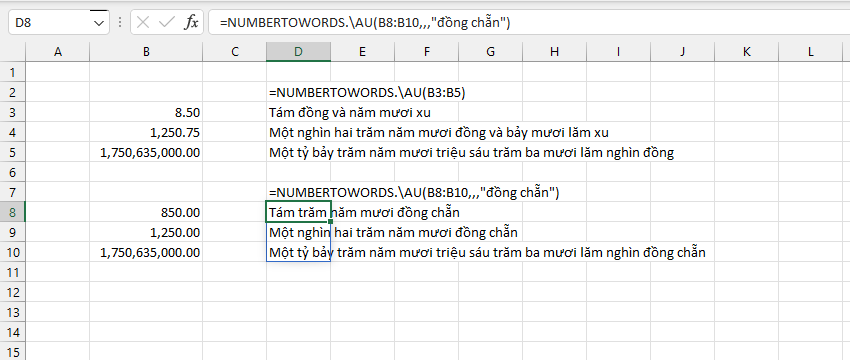 D8 fx =NUMBERTOWORDS.\AU(B8:B10,,,"đồng chẵn")
A B C D E F G H I J K L
1
2 =NUMBERTOWORDS.\AU(B3:B5)
3 8.50 Tám đồng và năm mươi xu
4 1,250.75 Một nghìn hai trăm năm mươi đồng và bảy mươi lăm xu
5 1,750,635,000.00 Một tỷ bảy trăm năm mươi triệu sáu trăm ba mươi lăm nghìn đồng
6
7 =NUMBERTOWORDS.\AU(B8:B10,,,"đồng chẵn")
8 850.00 Tám trăm năm mươi đồng chẵn
9 1,250.00 Một nghìn hai trăm năm mươi đồng chẵn
10 1,750,635,000.00 Một tỷ bảy trăm năm mươi triệu sáu trăm ba mươi lăm nghìn đồng chẵn
11
12
13
14
15